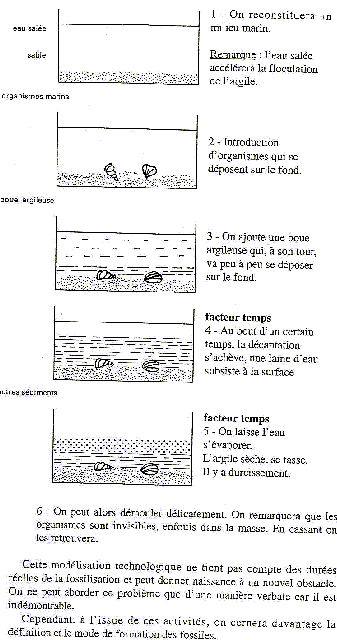 1 - On reconstituera un
milieu marin.
eau salée
Remarque : l'eau salée
accélérera la floculation
de l'argile.
sable
organismes marins
2 - Introduction
d'organismes qui se
déposent sur le fond.
boue argileuse
3 - On ajoute une boue
argileuse qui, à son tour,
va peu à peu se déposer
sur le fond.
facteur temps
4 - Au bout d'un certain
temps, la décantation
s'achève, une lame d'eau
subsiste à la surface
autres sédiments
facteur temps
5 - On laisse l'eau
s'évaporer.
L'argile sèche, se tasse.
Il y a durcissement.
6 - On peut alors démouler délicatement. On remarquera que les
organismes sont invisibles, enfouis dans la masse. En cassant on
les retrouvera.
Cette modélisation technologique ne tient pas compte des durées
réelles de la fossilisation et peut donner naissance à un nouvel obstacle.
On ne peut aborder ce problème que d'une manière verbale car il est
indémontrable.
Cependant à l'issue de ces activités, on cernera davantage la
définition et le mode de formation des fossiles.